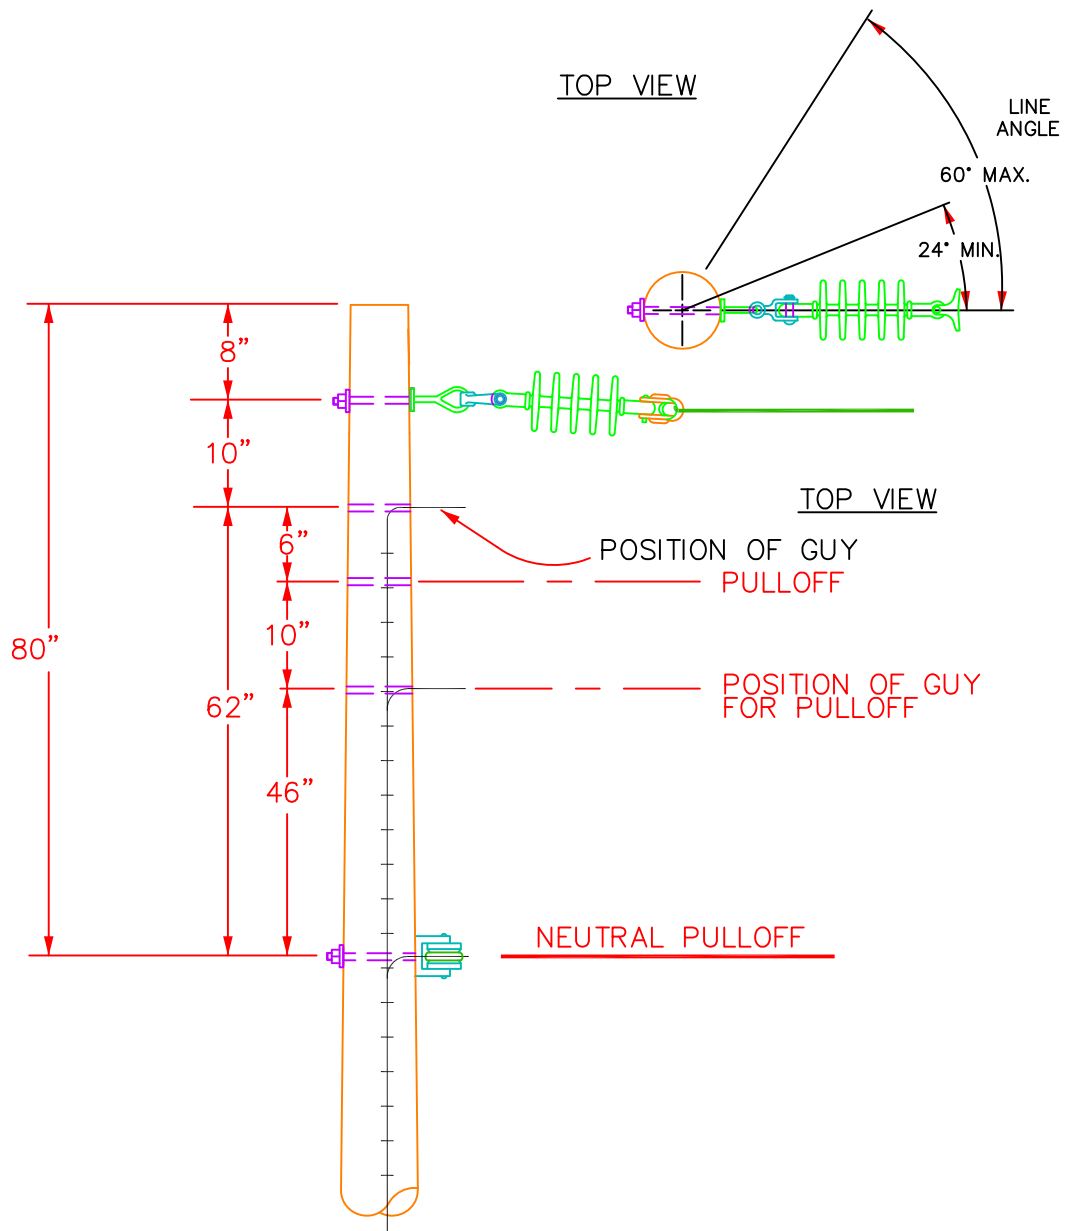 TOP VIEW
LINE
ANGLE
60° MAX.
24° MIN.
8"
10"
TOP VIEW
6"
POSITION OF GUY
PULLOFF
10"
80"
POSITION OF GUY
FOR PULLOFF
62"
46"
NEUTRAL PULLOFF